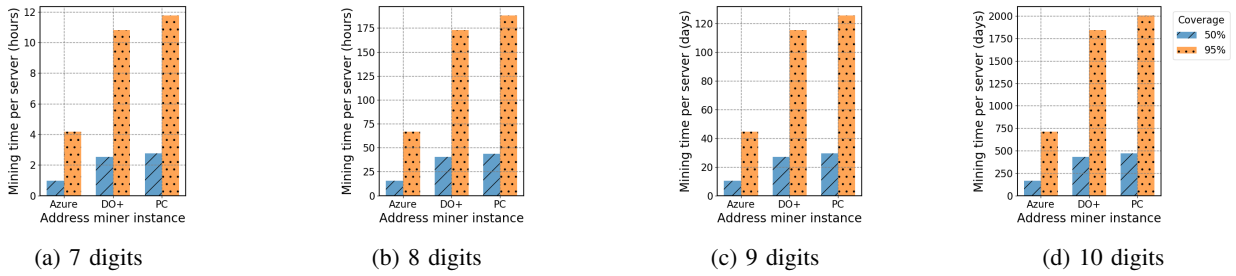 Mining time per server (hours)
12
10
8
6
4
2
0
Azure DO+ PC
Address miner instance
(a) 7 digits
Mining time per server (hours)
175
150
125
100
75
50
25
0
Azure DO+ PC
Address miner instance
(b) 8 digits
Mining time per server (days)
120
100
80
60
40
20
0
Azure DO+ PC
Address miner instance
(c) 9 digits
Mining time per server (days)
2000
1750
1500
1250
1000
750
500
250
0
Azure DO+ PC
Address miner instance
(d) 10 digits
Coverage
50%
95%